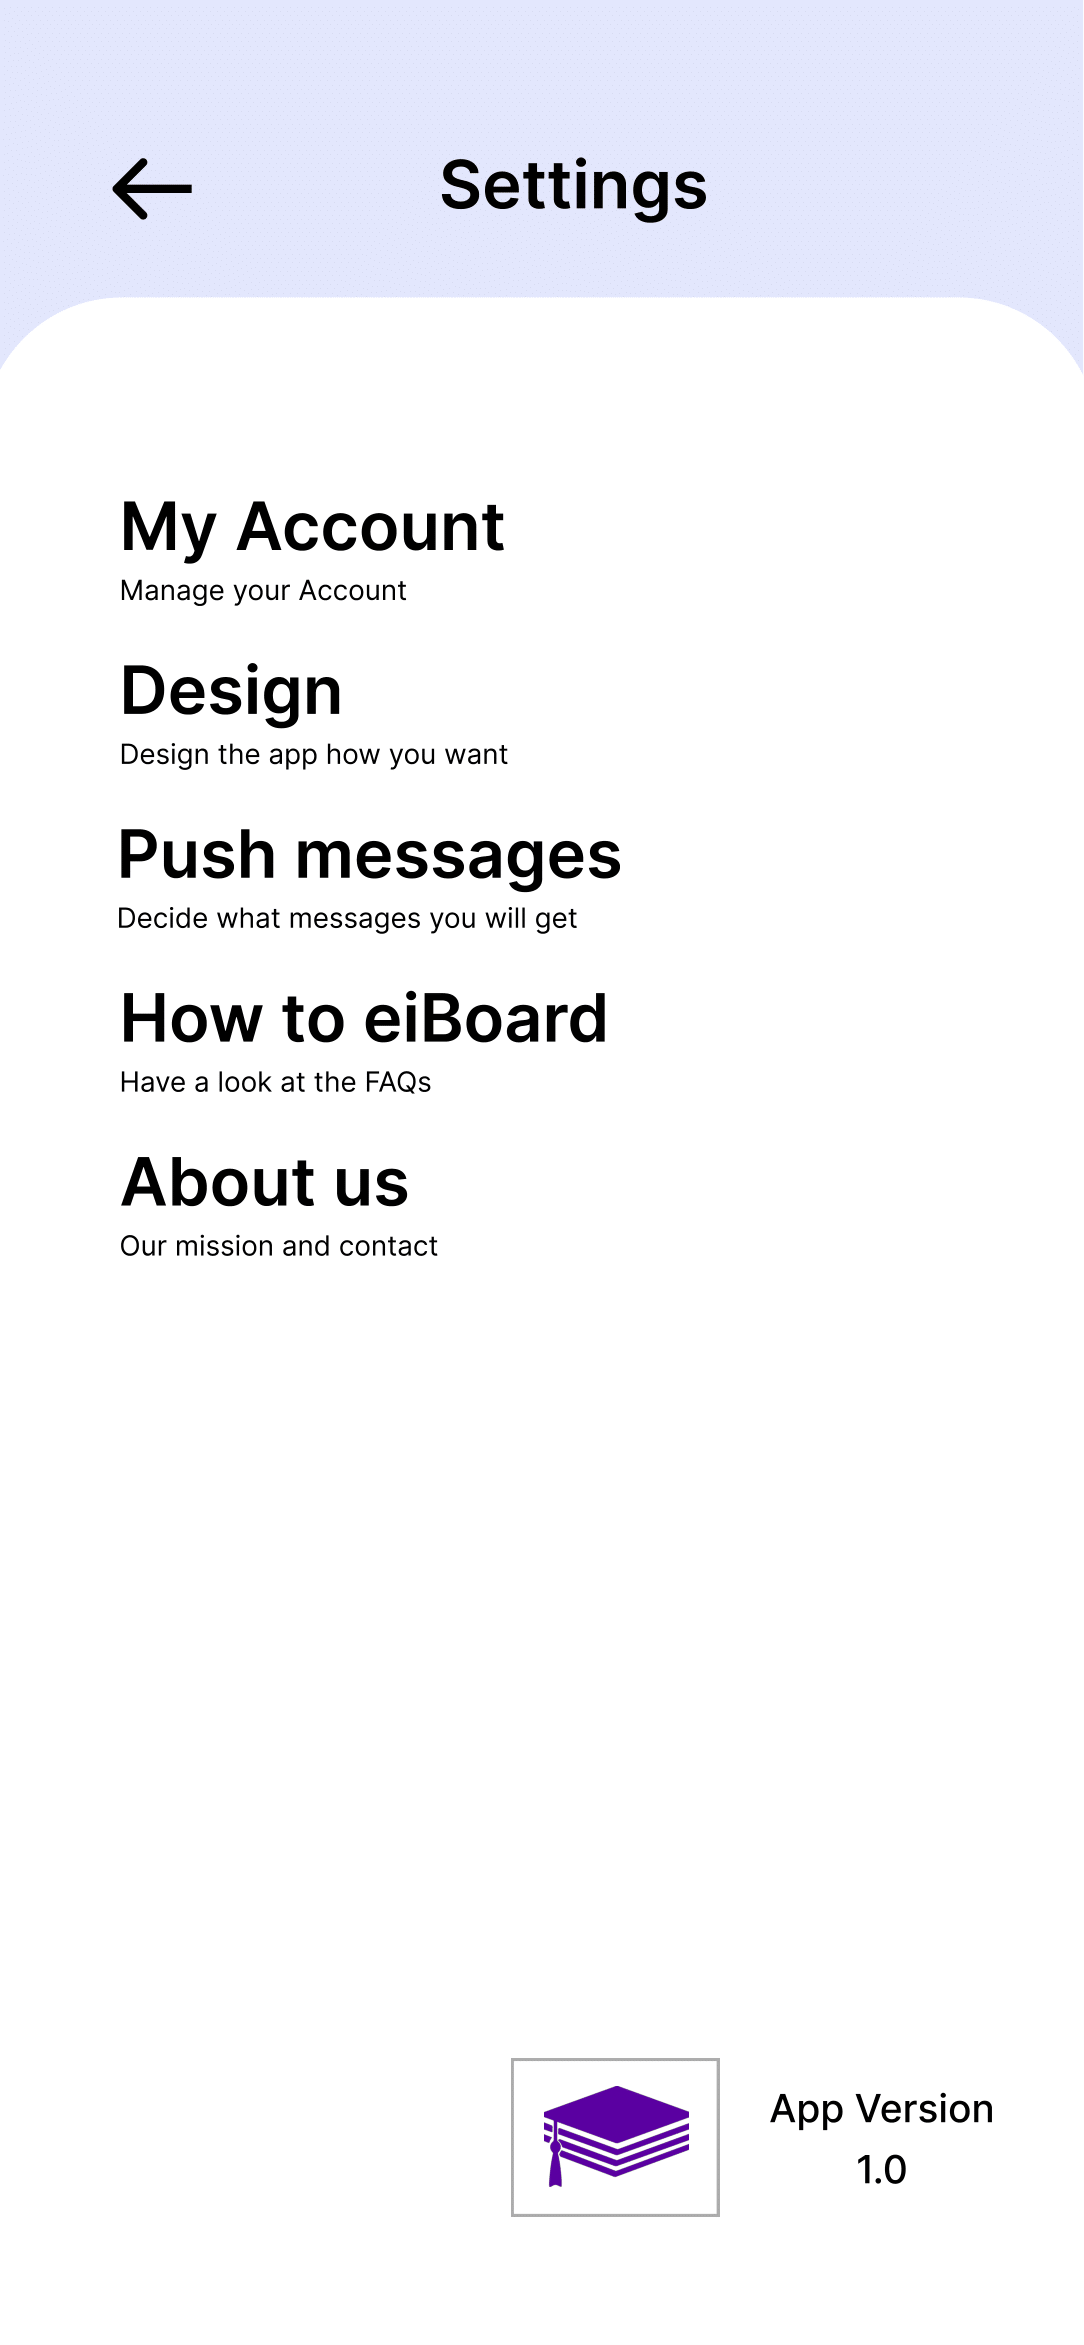 Settings
My Account
Manage your Account
Design
Design the app how you want
Push messages
Decide what messages you will get
How to eiBoard
Have a look at the FAQs
About us
Our mission and contact
App Version
1.0